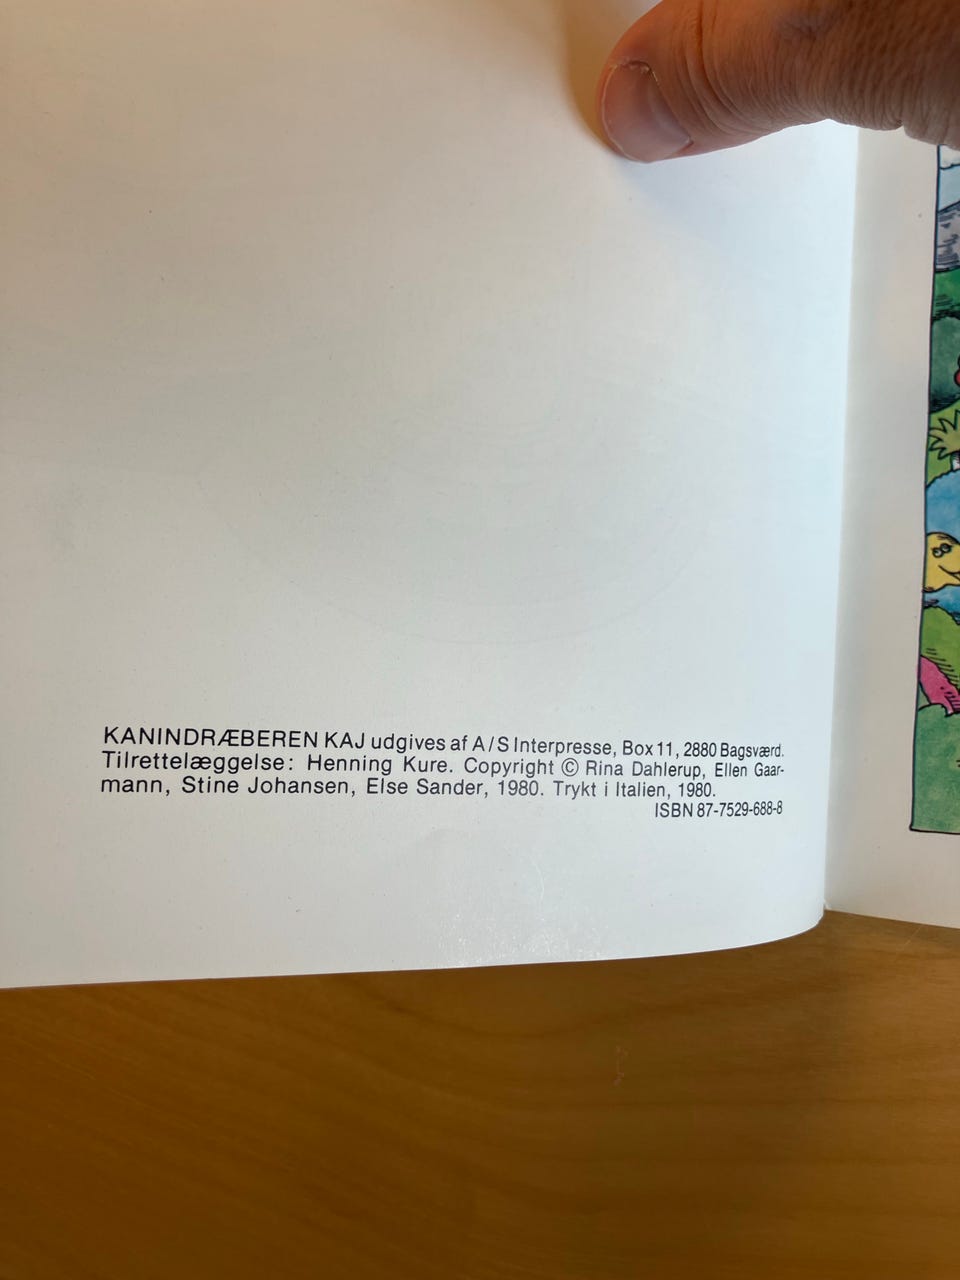 KANINDRÆBEREN KAJ udgives af A/S Interpresse, Box 11, 2880 Bagsværd.
Tilrettelæggelse: Henning Kure. Copyright © Rina Dahlerup, Ellen Gaar-
mann, Stine Johansen, Else Sander, 1980. Trykt i Italien, 1980.
ISBN 87-7529-688-8